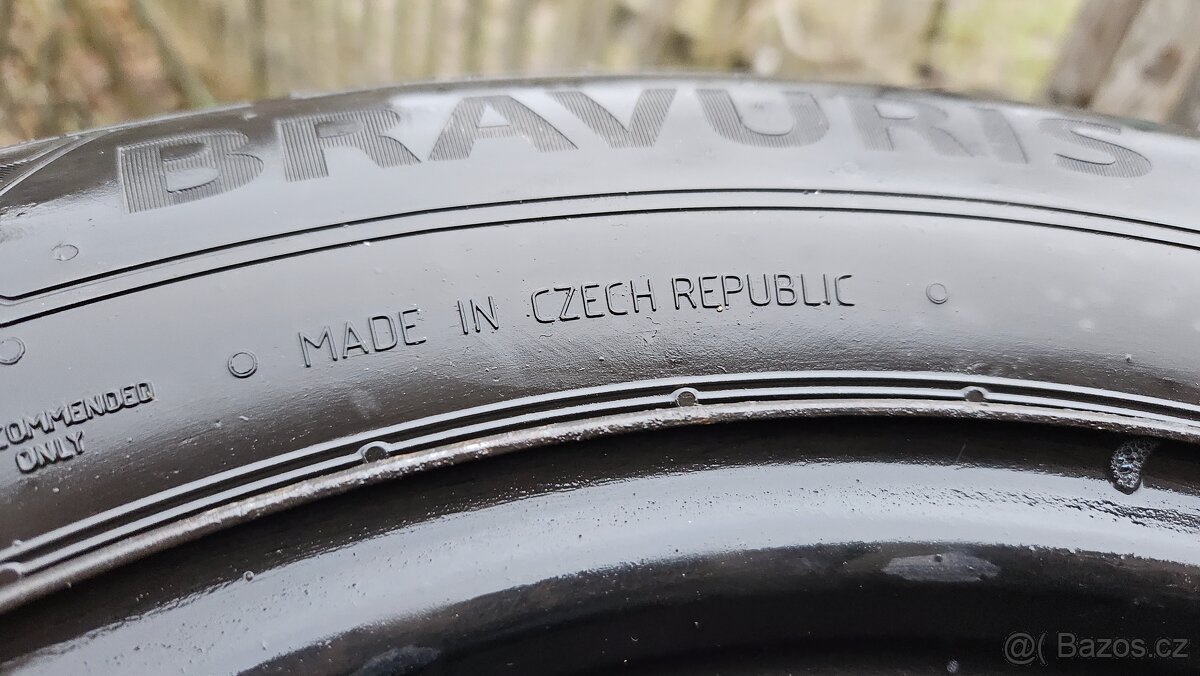 BRAVURIS
MADE IN CZECH REPUBLIC
COMMENDED
ONLY
@( Bazos.cz